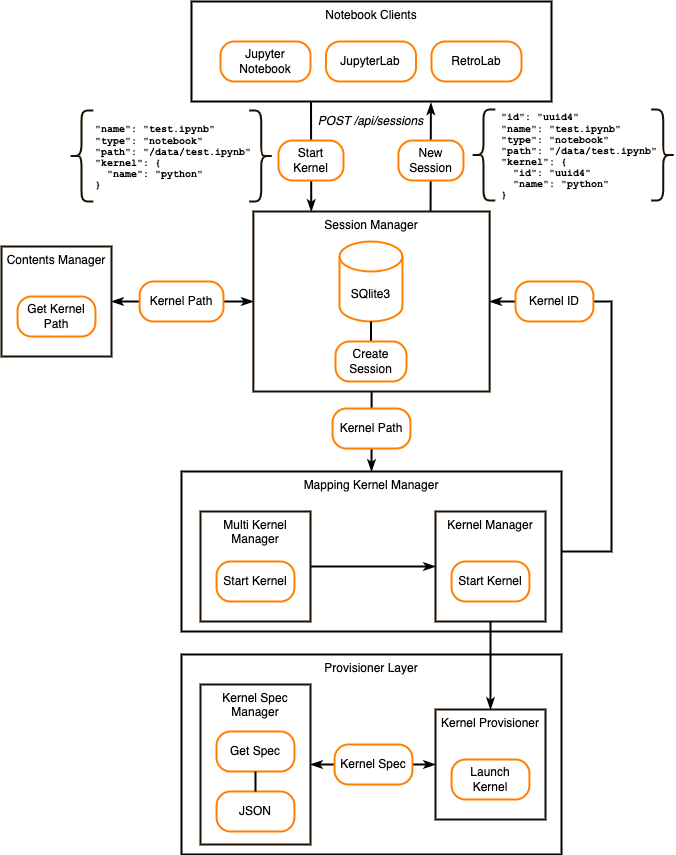 Notebook Clients
Jupyter
Notebook
JupyterLab
RetroLab
POST /api/sessions
"name": "test.ipynb"
"type": "notebook"
"path": "/data/test.ipynb"
"kernel": {
"name": "python"
}
Start
Kernel
New
Session
"id": "uuid4"
"name": "test.ipynb"
"type": "notebook"
"path": "/data/test.ipynb"
"kernel": {
"id": "uuid4"
"name": "python"
}
Session Manager
SQlite3
Create
Session
Contents Manager
Get Kernel
Path
Kernel Path
Kernel ID
Kernel Path
Mapping Kernel Manager
Multi Kernel
Manager
Start Kernel
Kernel Manager
Start Kernel
Provisioner Layer
Kernel Spec
Manager
Get Spec
JSON
Kernel Spec
Kernel Provisioner
Launch
Kernel